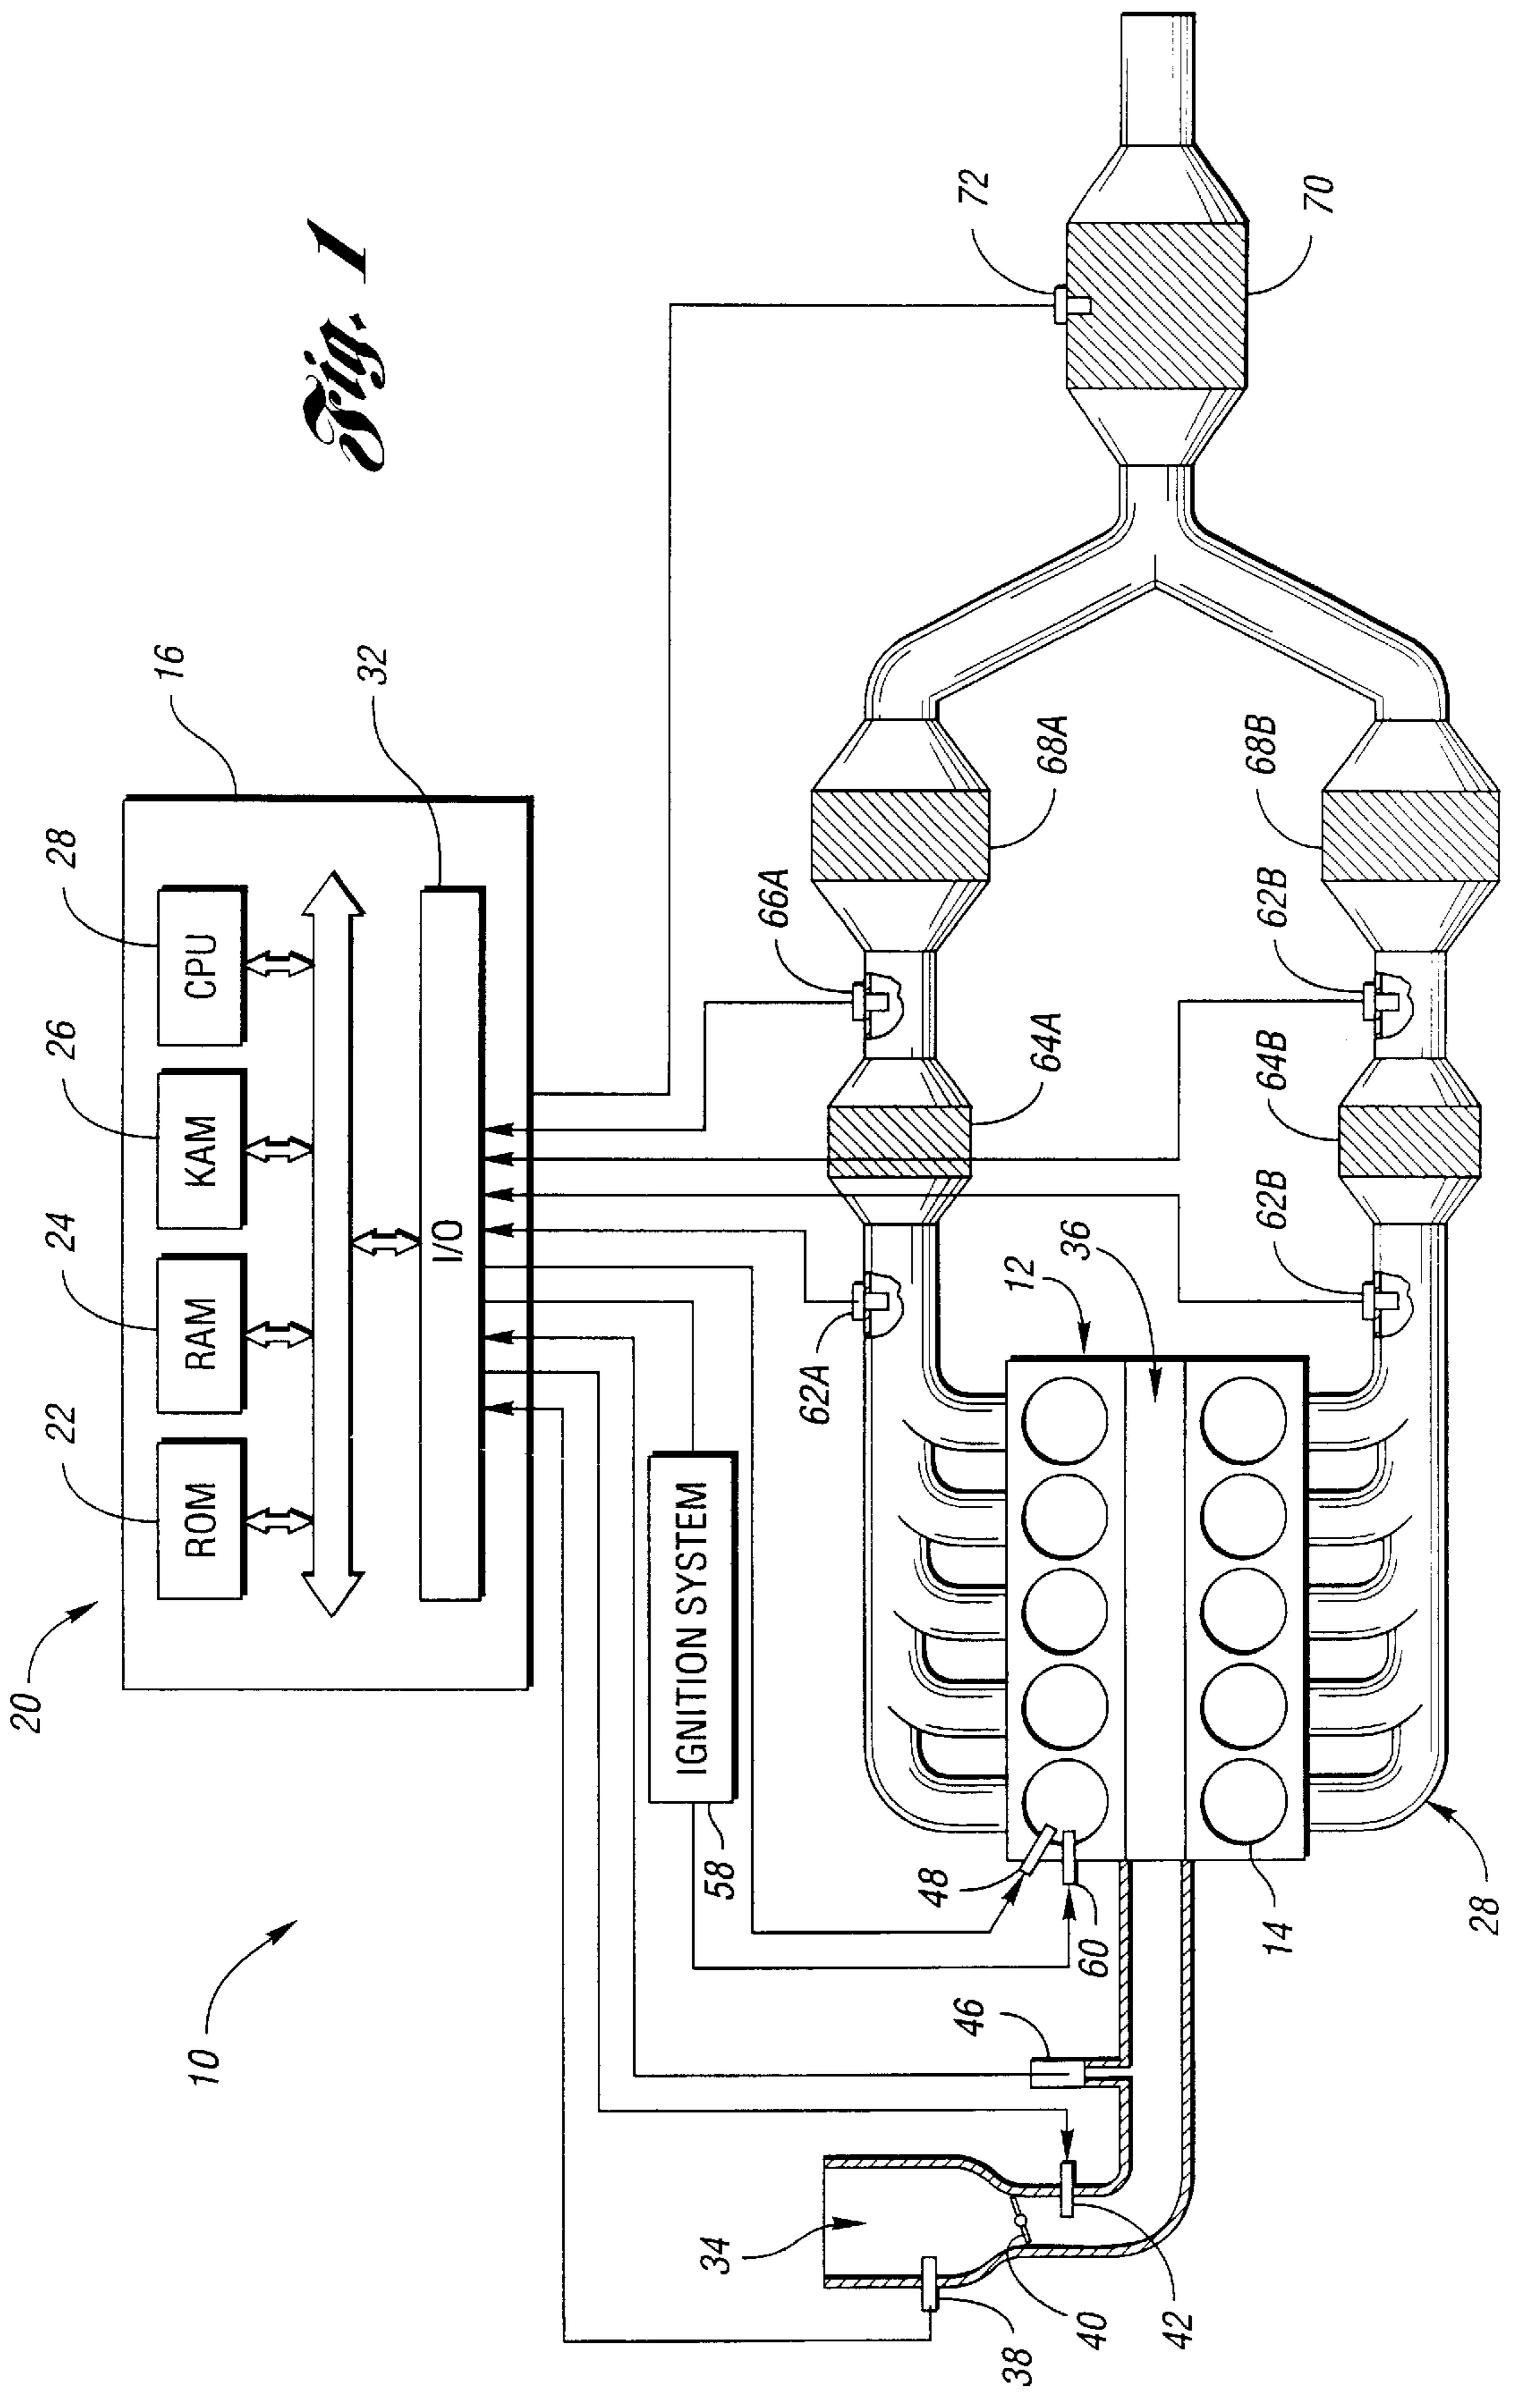 Fig. 1
10
20
16
22
24
26
28
ROM
RAM
KAM
CPU
32
I/O
IGNITION SYSTEM
58
72
70
66A
68A
64A
62A
62B
68B
64B
62B
12
36
34
38
40
42
46
48
60
14
28